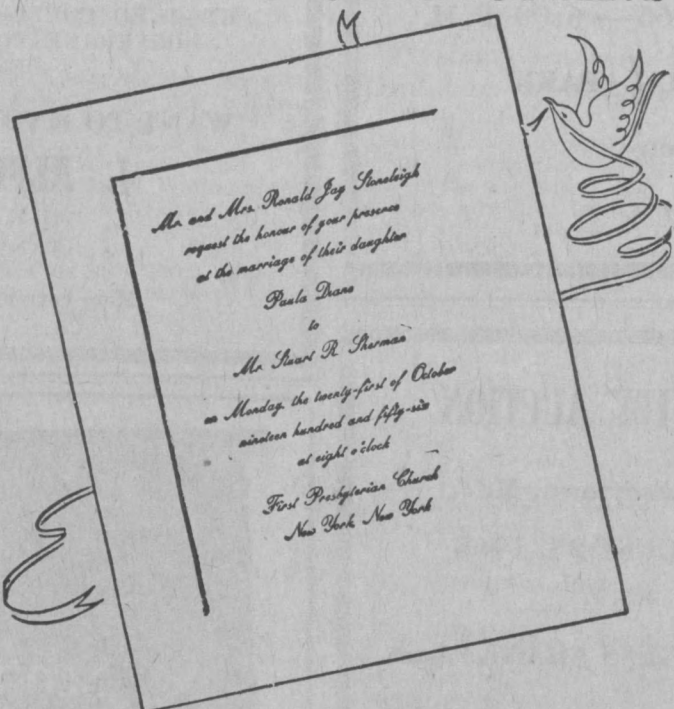 Mr. and Mrs. Ronald Jay Stoneleigh
request the honour of your presence
at the marriage of their daughter
Paula Diane
to
Mr. Stuart R. Sherman
on Monday, the twenty-first of October
nineteen hundred and fifty-six
at eight o'clock
First Presbyterian Church
New York, New York